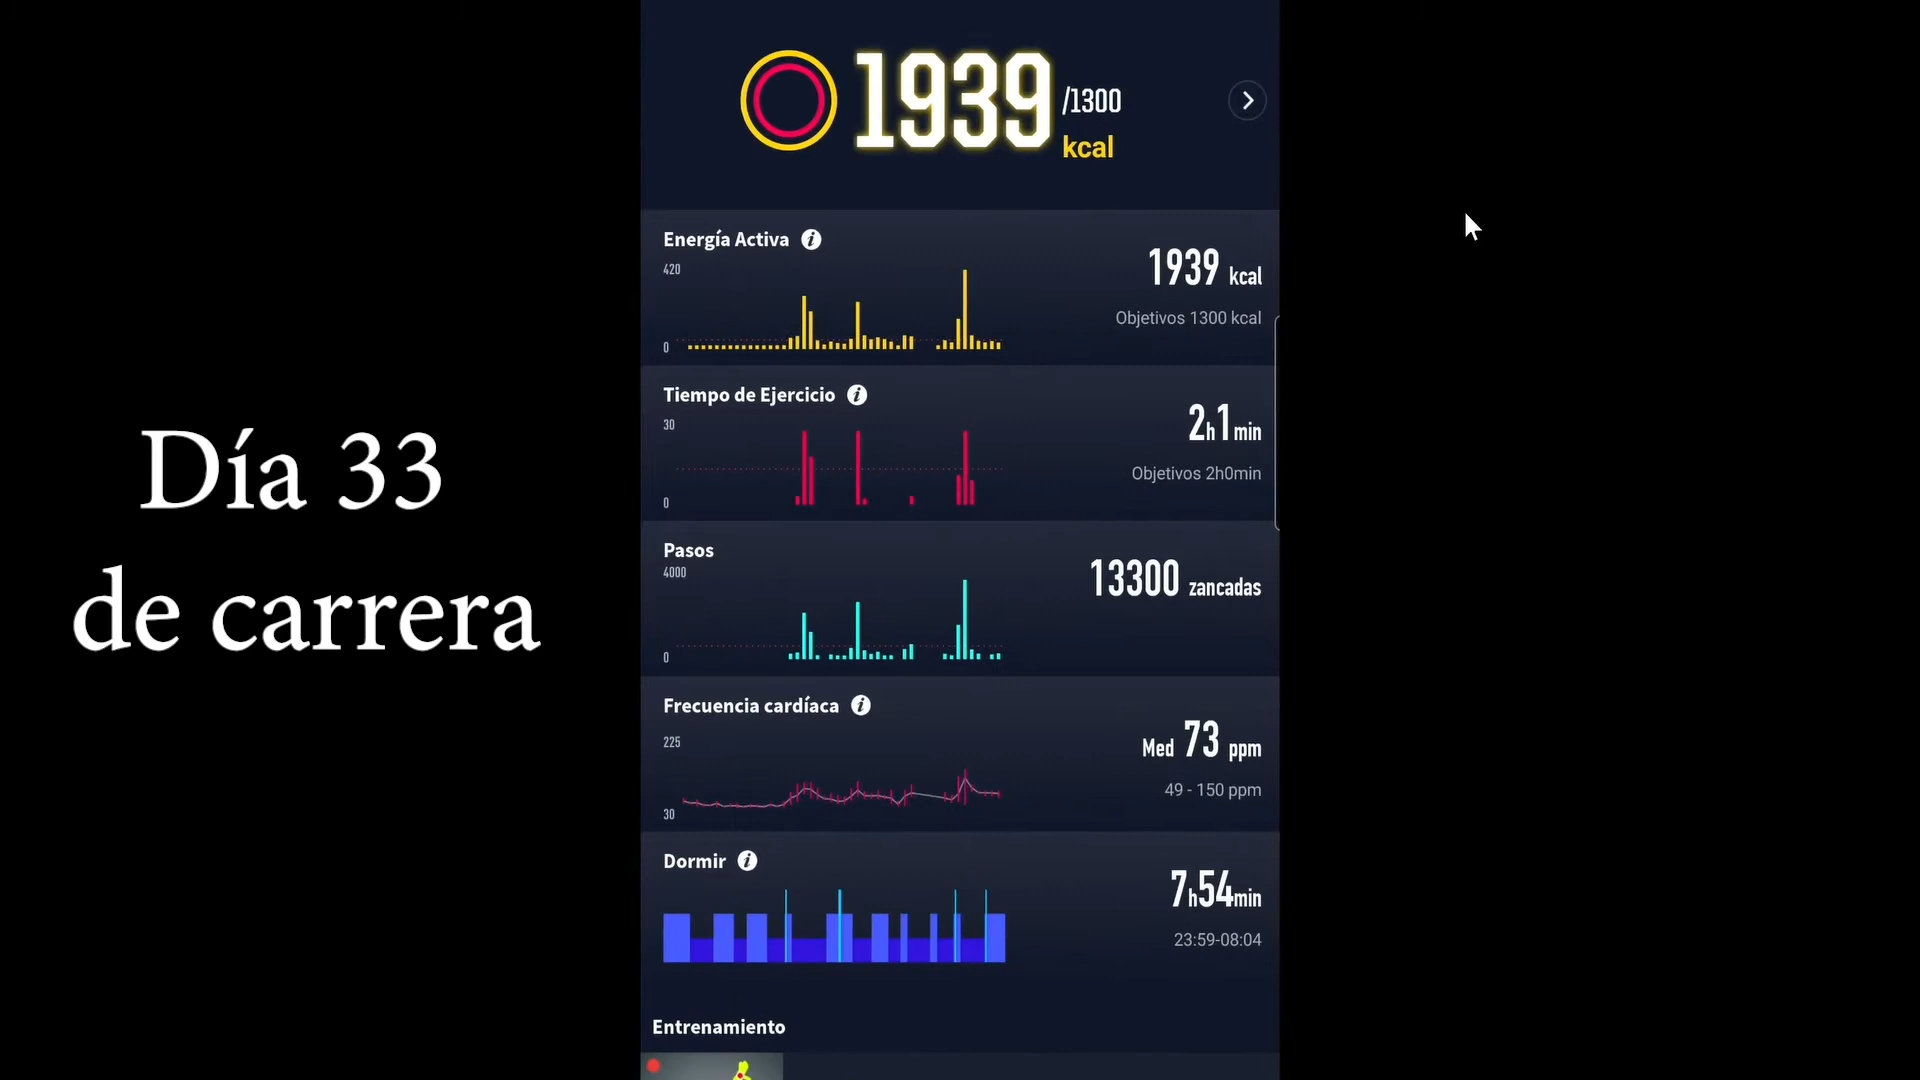 1939 /1300
kcal
Energía Activa i
420
0
1939 kcal
Objetivos 1300 kcal
Tiempo de Ejercicio i
30
0
2h1min
Objetivos 2h0min
Pasos
4000
0
13300 zancadas
Frecuencia cardíaca i
225
30
Med 73 ppm
49 - 150 ppm
Dormir i
7h54min
23:59-08:04
Entrenamiento
Día 33
de carrera